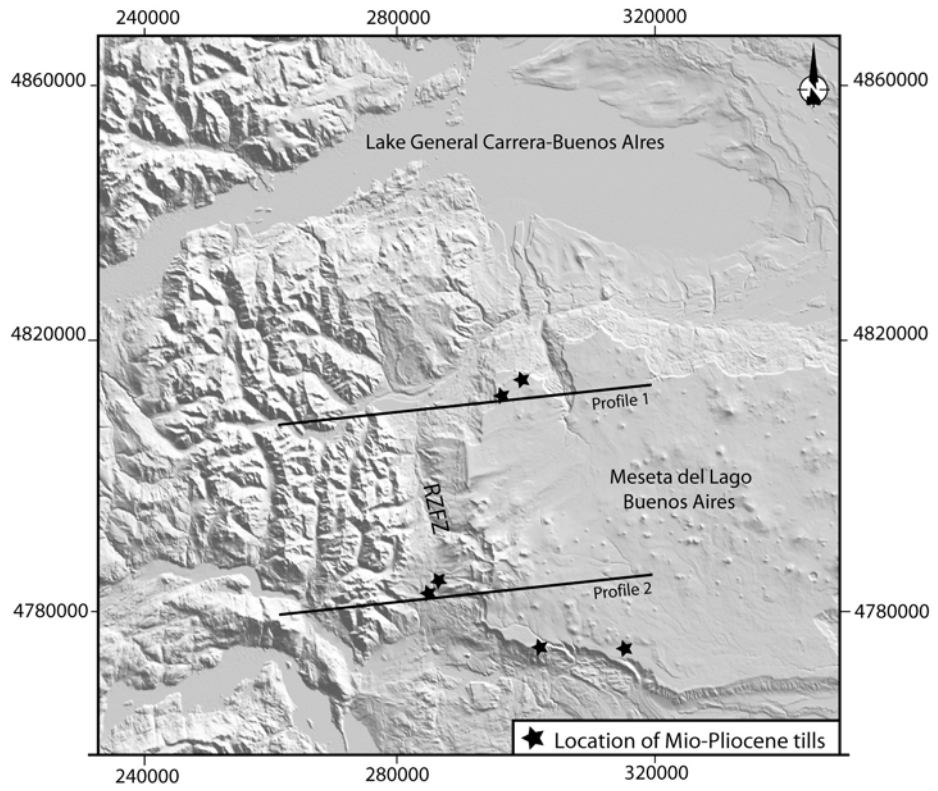 240000 280000 320000
4860000 4860000
N
Lake General Carrera-Buenos AIres
4820000 4820000
Profile 1
Meseta del Lago
Buenos Aires
RZFZ
Profile 2
4780000 4780000
Location of Mio-Pliocene tills
240000 280000 320000